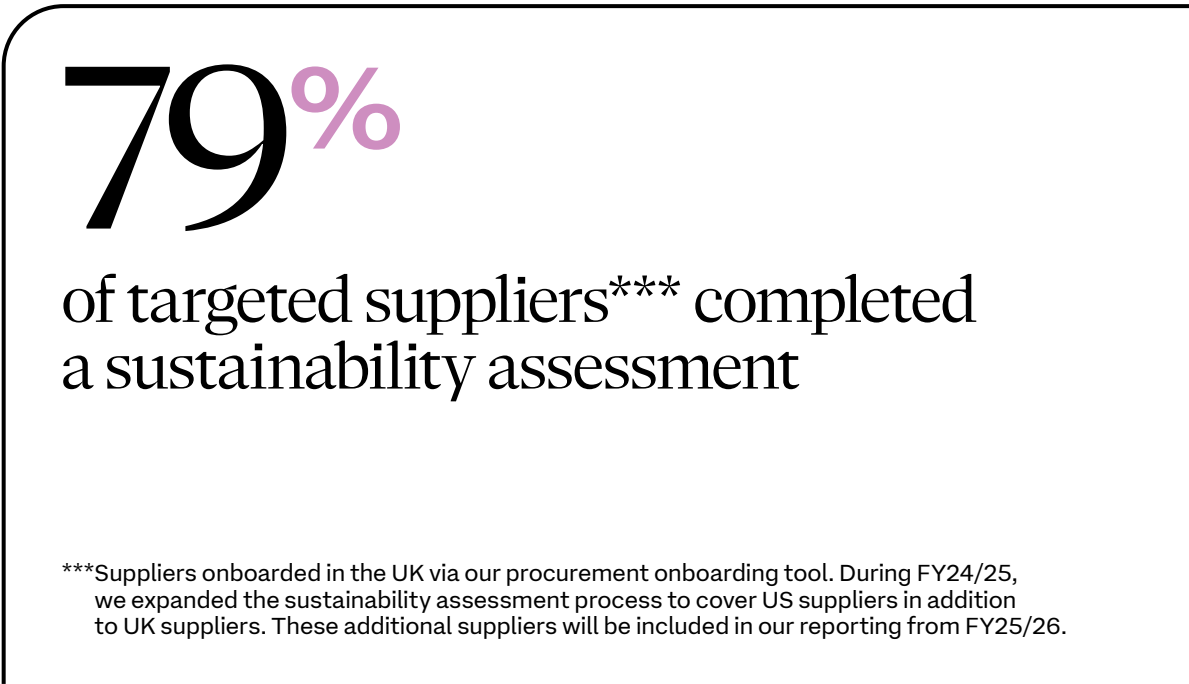 79%
of targeted suppliers*** completed
a sustainability assessment
***Suppliers onboarded in the UK via our procurement onboarding tool. During FY24/25,
we expanded the sustainability assessment process to cover US suppliers in addition
to UK suppliers. These additional suppliers will be included in our reporting from FY25/26.